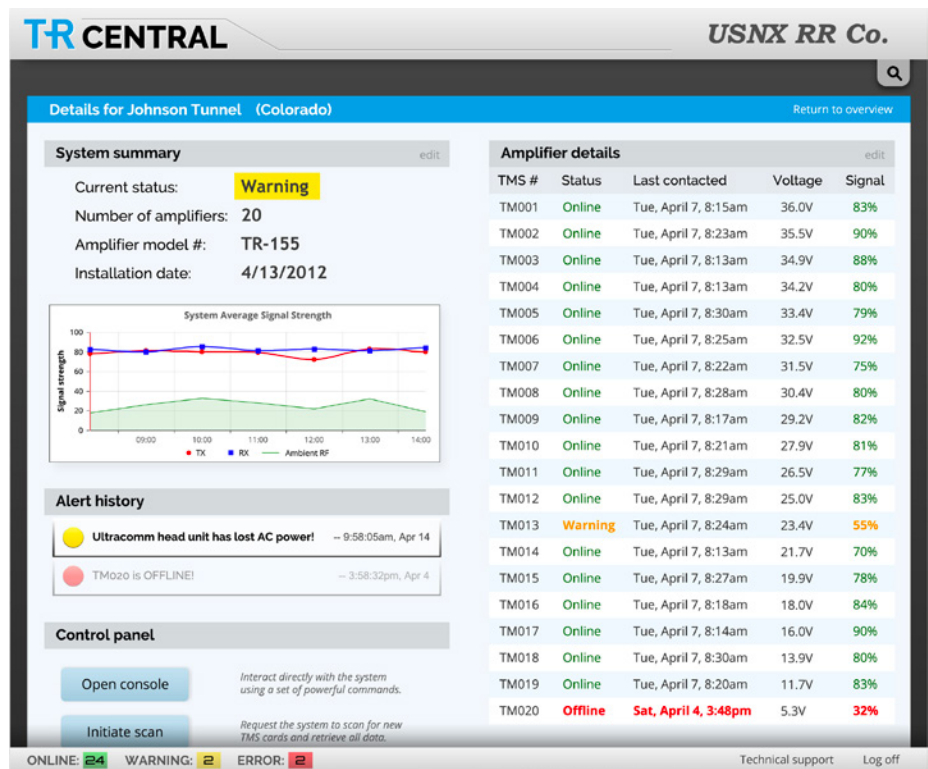 TR CENTRAL
USNX RR Co.
Details for Johnson Tunnel (Colorado)
Return to overview
System summary
edit
Current status: Warning
Number of amplifiers: 20
Amplifier model #: TR-155
Installation date: 4/13/2012
System Average Signal Strength
Signal strength
100
80
60
40
20
0
09:00 10:00 11:00 12:00 13:00 14:00
TX RX Ambient RF
Alert history
Ultracomm head unit has lost AC power! -- 9:58:05am, Apr 14
TM020 is OFFLINE! -- 3:58:32pm, Apr 4
Control panel
Open console
Interact directly with the system
using a set of powerful commands.
Initiate scan
Request the system to scan for new
TMS cards and retrieve all data.
Amplifier details
edit
TMS # Status Last contacted Voltage Signal
TM001 Online Tue, April 7, 8:15am 36.0V 83%
TM002 Online Tue, April 7, 8:23am 35.5V 90%
TM003 Online Tue, April 7, 8:13am 34.9V 88%
TM004 Online Tue, April 7, 8:13am 34.2V 80%
TM005 Online Tue, April 7, 8:30am 33.4V 79%
TM006 Online Tue, April 7, 8:25am 32.5V 92%
TM007 Online Tue, April 7, 8:22am 31.5V 75%
TM008 Online Tue, April 7, 8:28am 30.4V 80%
TM009 Online Tue, April 7, 8:17am 29.2V 82%
TM010 Online Tue, April 7, 8:21am 27.9V 81%
TM011 Online Tue, April 7, 8:29am 26.5V 77%
TM012 Online Tue, April 7, 8:29am 25.0V 83%
TM013 Warning Tue, April 7, 8:24am 23.4V 55%
TM014 Online Tue, April 7, 8:13am 21.7V 70%
TM015 Online Tue, April 7, 8:27am 19.9V 78%
TM016 Online Tue, April 7, 8:18am 18.0V 84%
TM017 Online Tue, April 7, 8:14am 16.0V 90%
TM018 Online Tue, April 7, 8:30am 13.9V 80%
TM019 Online Tue, April 7, 8:20am 11.7V 83%
TM020 Offline Sat, April 4, 3:48pm 5.3V 32%
ONLINE: 24 WARNING: 2 ERROR: 2
Technical support Log off